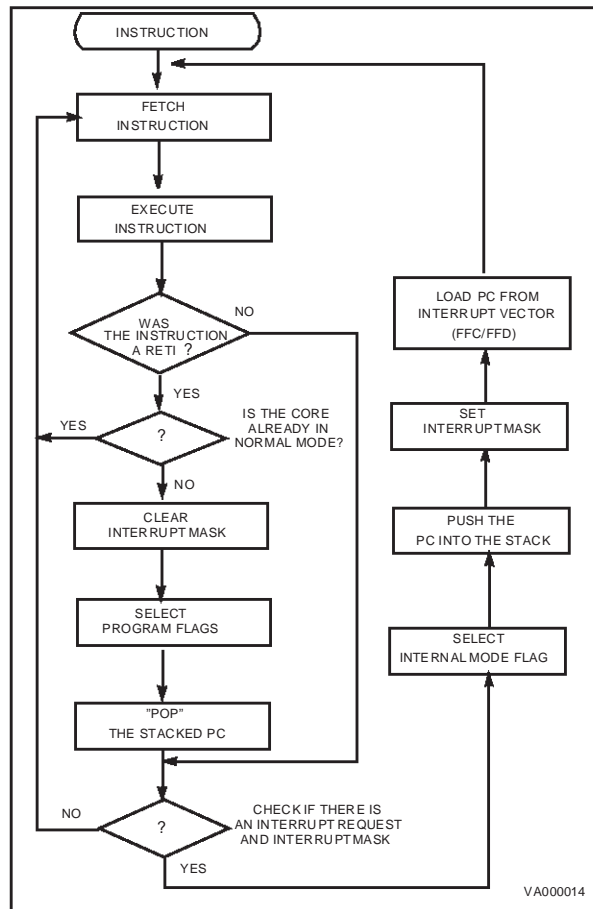 INSTRUCTION
FETCH
INSTRUCTION
EXECUTE
INSTRUCTION
WAS
THE INSTRUCTION
A RETI ?
NO
YES
YES
?
IS THE CORE
ALREADY IN
NORMAL MODE?
NO
CLEAR
INTERRUPT MASK
SELECT
PROGRAM FLAGS
"POP"
THE STACKED PC
NO
?
CHECK IF THERE IS
AN INTERRUPT REQUEST
AND INTERRUPT MASK
YES
LOAD PC FROM
INTERRUPT VECTOR
(FFC/FFD)
SET
INTERRUPT MASK
PUSH THE
PC INTO THE STACK
SELECT
INTERNAL MODE FLAG
VA000014